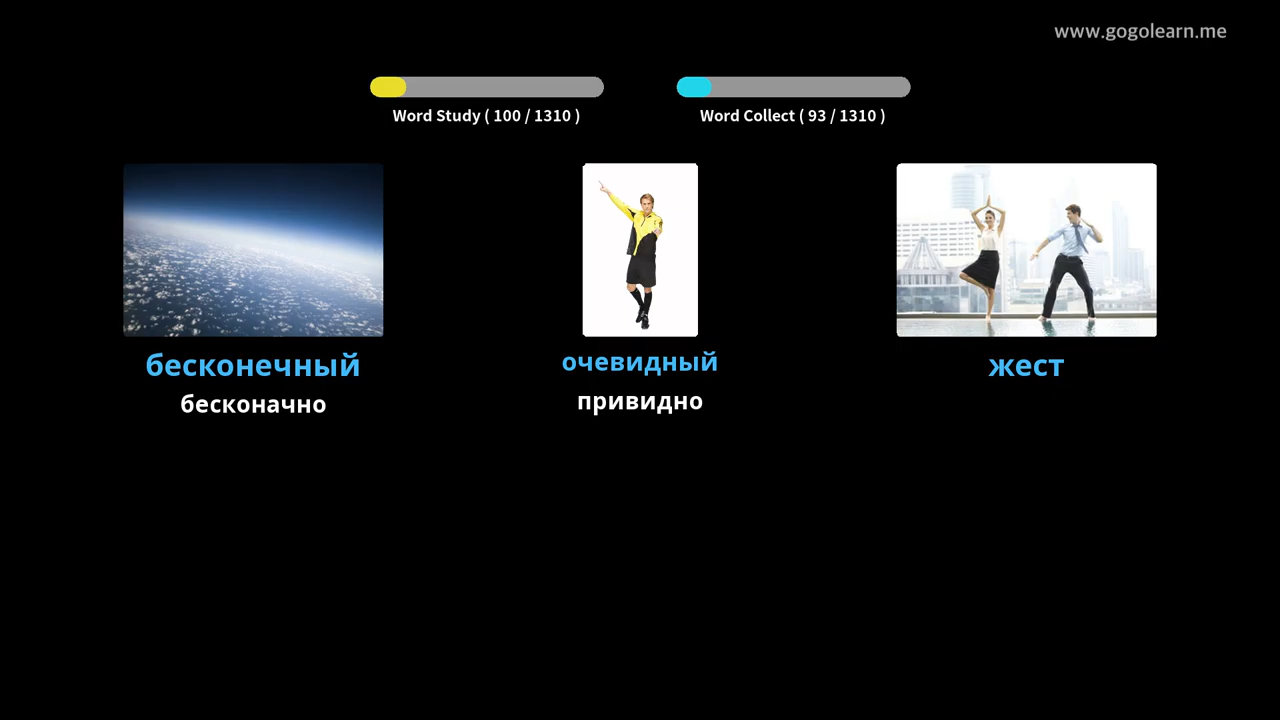 www.gogolearn.me
Word Study ( 100 / 1310 )
Word Collect ( 93 / 1310 )
бесконечный
очевидный
жест
бесконачно
привидно